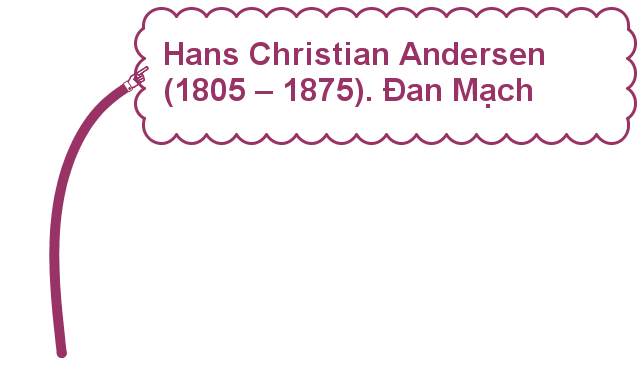 Hans Christian Andersen
(1805 – 1875). Đan Mạch